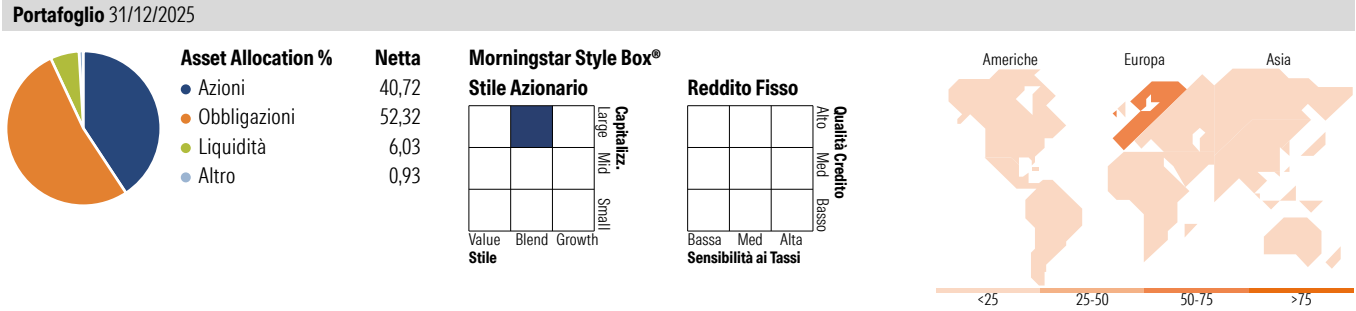 Portafoglio 31/12/2025
Asset Allocation % Netta
Azioni 40,72
Obbligazioni 52,32
Liquidità 6,03
Altro 0,93
Morningstar Style Box®
Stile Azionario
Capitalizz.
Large
Mid
Small
Value Blend Growth
Stile
Reddito Fisso
Qualità Credito
Alto
Med
Basso
Bassa Med Alta
Sensibilità ai Tassi
Americhe Europa Asia
<25 25-50 50-75 >75